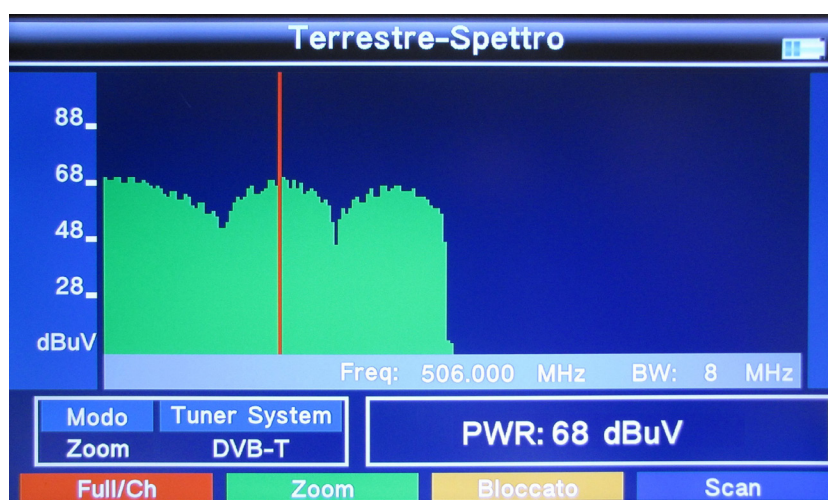 Terrestre-Spettro
88
68
48
28
dBuV
Freq: 506.000 MHz BW: 8 MHz
Modo Tuner System
Zoom DVB-T
PWR: 68 dBuV
Full/Ch Zoom Bloccato Scan